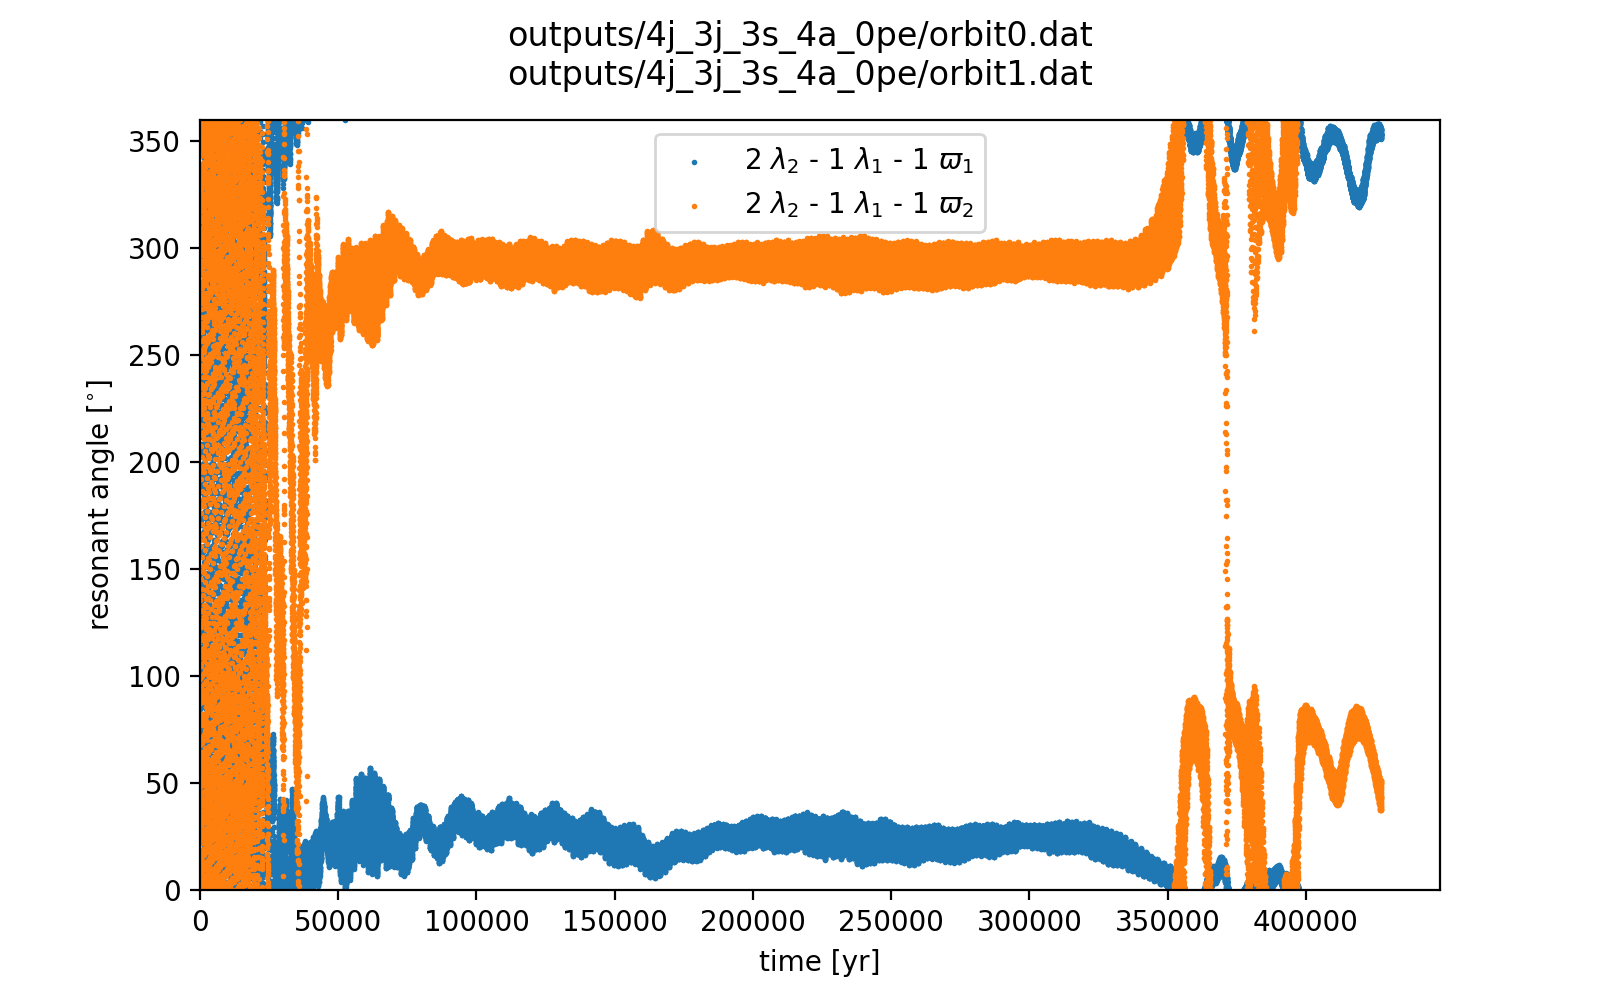 outputs/4j_3j_3s_4a_0pe/orbit0.dat
outputs/4j_3j_3s_4a_0pe/orbit1.dat
2 λ₂ - 1 λ₁ - 1 ϖ₁
2 λ₂ - 1 λ₁ - 1 ϖ₂
resonant angle [°]
350
300
250
200
150
100
50
0
0 50000 100000 150000 200000 250000 300000 350000 400000
time [yr]